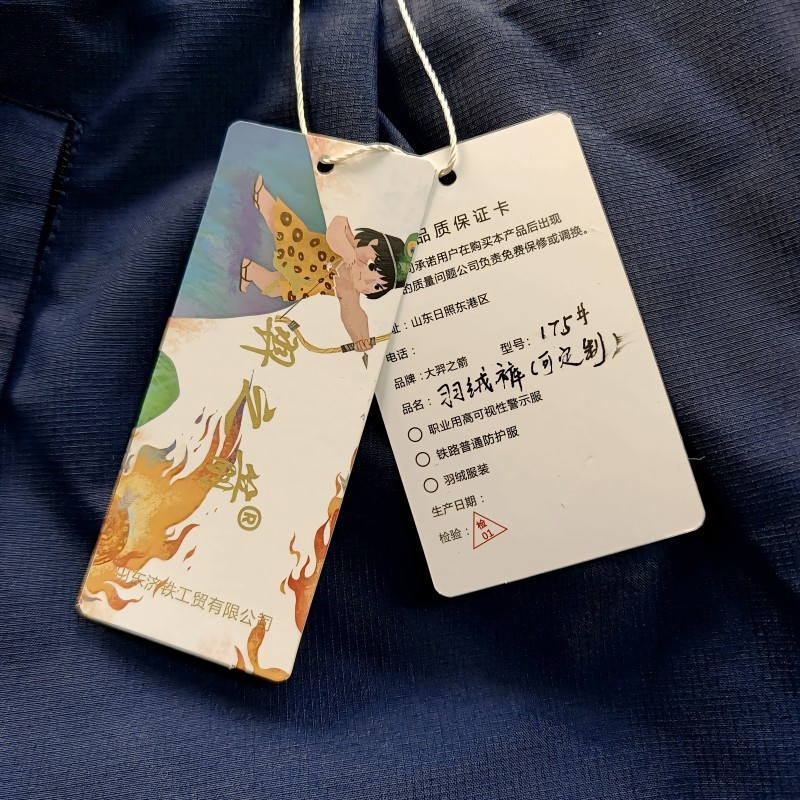 羿之箭®
山东济铁工贸有限公司
品质保证卡
司承诺用户在购买本产品后出现
的质量问题公司负责免费保修或调换。
址：山东日照东港区
电话：
品牌：大羿之箭 型号：175#
品名：羽绒裤(可定制)
职业用高可视性警示服
铁路普通防护服
羽绒服装
生产日期：
检验：
检
01